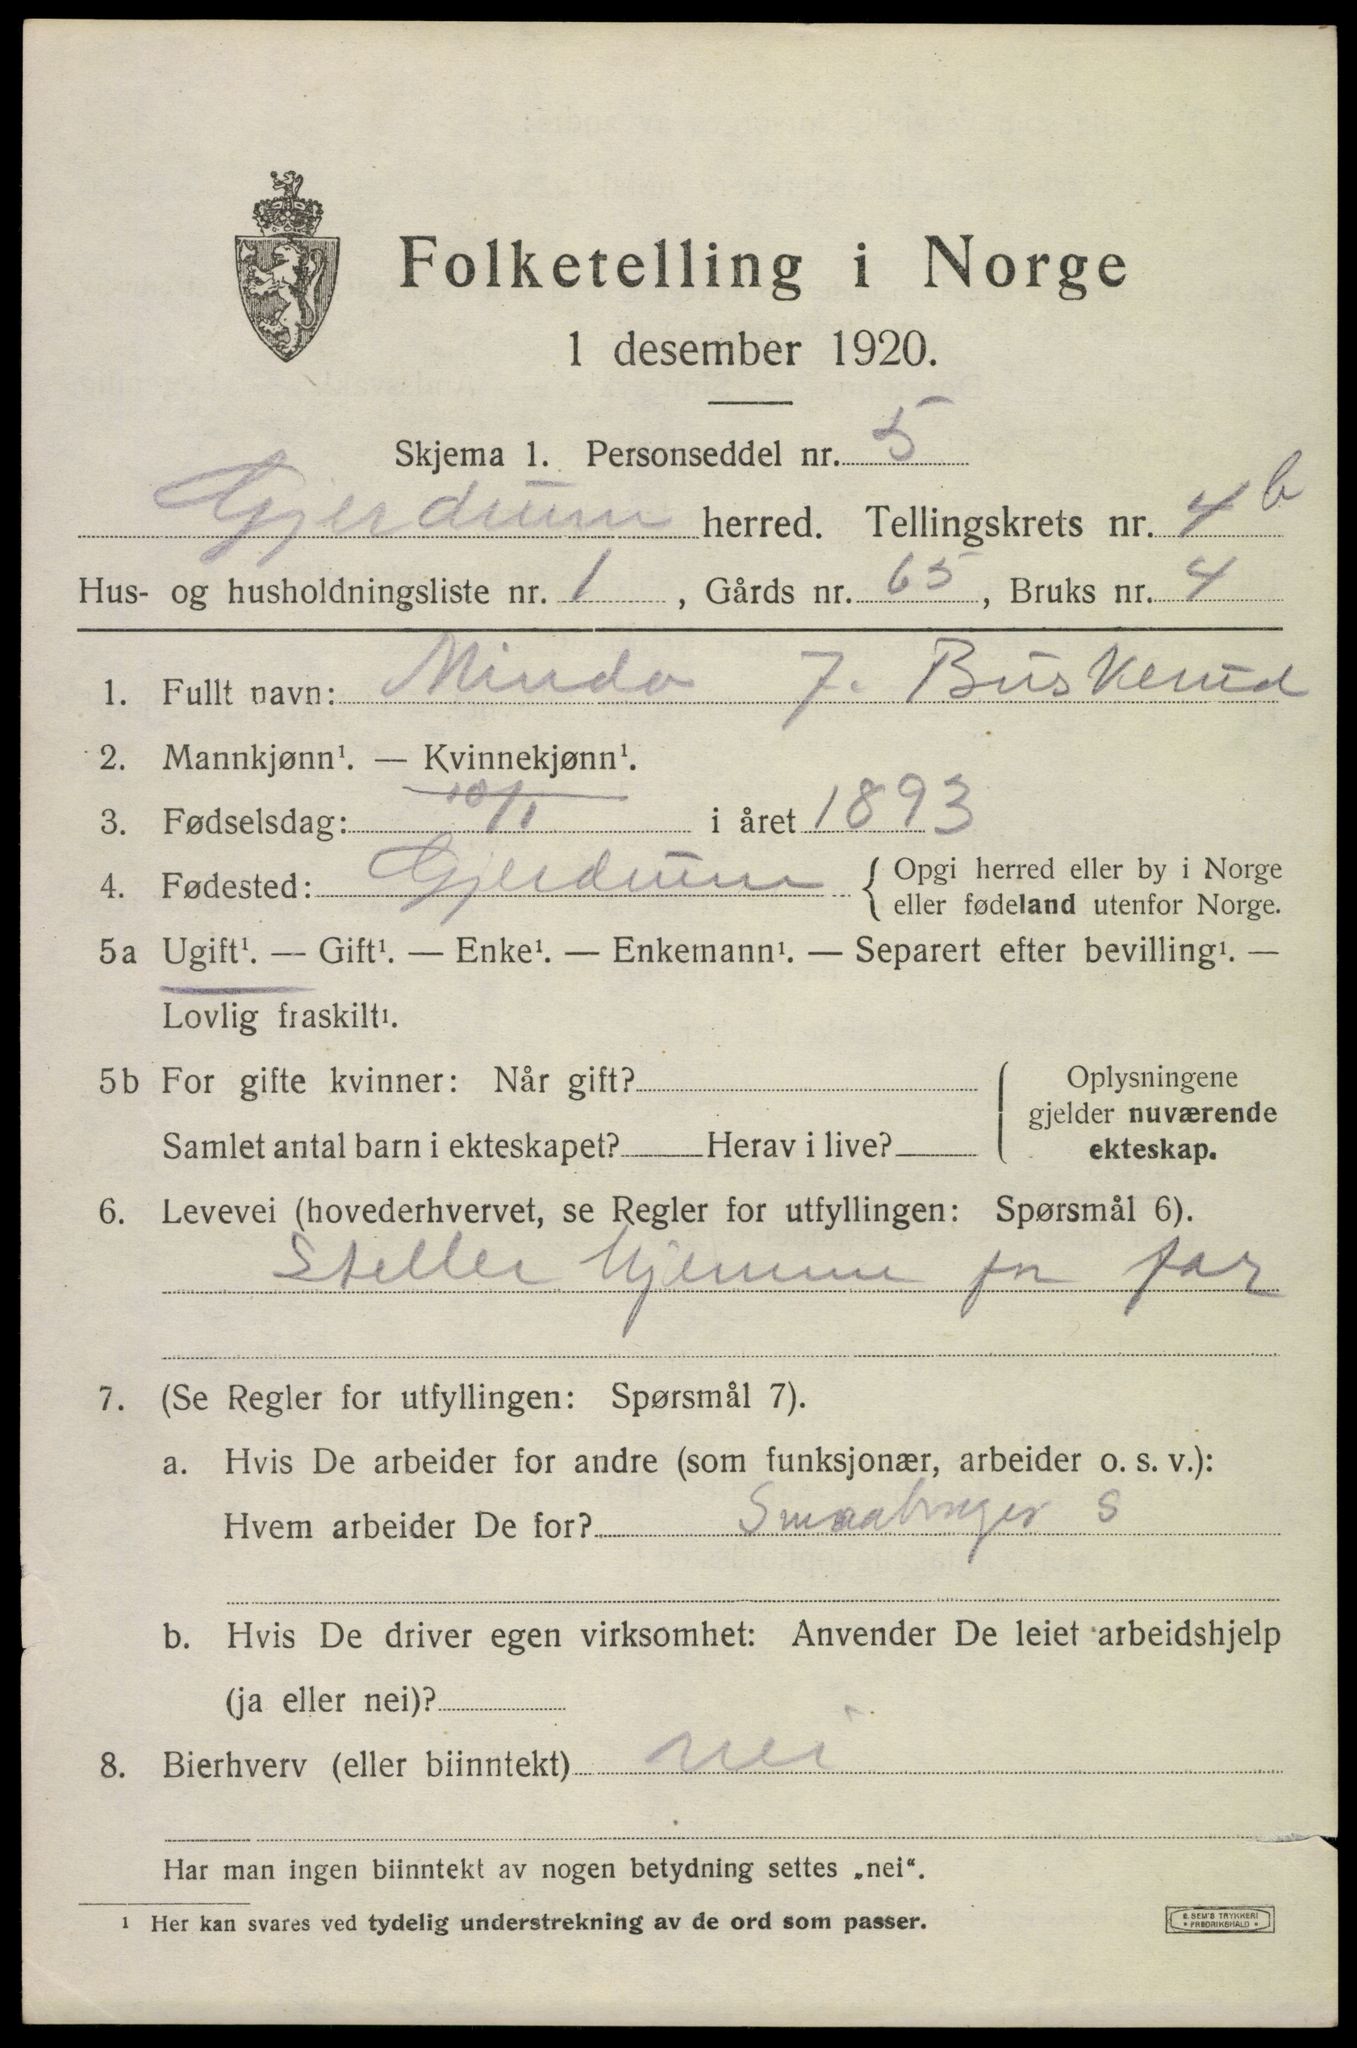 Folketelling i Norge
1 desember 1920.
Skjema 1. Personseddel nr. 5
Gjerdrum herred. Tellingskrets nr. 4 b
Hus- og husholdningsliste nr. 1, Gårds nr. 65, Bruks nr. 4
1. Fullt navn: Minda J. Buskerud
2. Mannkjønn¹. — Kvinnekjønn¹.
3. Fødselsdag: 10/1 i året 1893
4. Fødested: Gjerdrum { Opgi herred eller by i Norge
eller fødeland utenfor Norge.
5a Ugift¹. — Gift¹. — Enke¹. — Enkemann¹. — Separert efter bevilling¹. —
Lovlig fraskilt¹.
5b For gifte kvinner: Når gift?
Samlet antal barn i ekteskapet? Herav i live?
Oplysningene
gjelder nuværende
ekteskap.
6. Levevei (hovederhvervet, se Regler for utfyllingen: Spørsmål 6).
Steller hjemme for far
7. (Se Regler for utfyllingen: Spørsmål 7).
a. Hvis De arbeider for andre (som funksjonær, arbeider o. s. v.):
Hvem arbeider De for? Smaabruger S
b. Hvis De driver egen virksomhet: Anvender De leiet arbeidshjelp
(ja eller nei)?
8. Bierhverv (eller biinntekt) nei
Har man ingen biinntekt av nogen betydning settes „nei“.
¹ Her kan svares ved tydelig understrekning av de ord som passer.
E. SEM'S TRYKKERI
FREDRIKSHALD